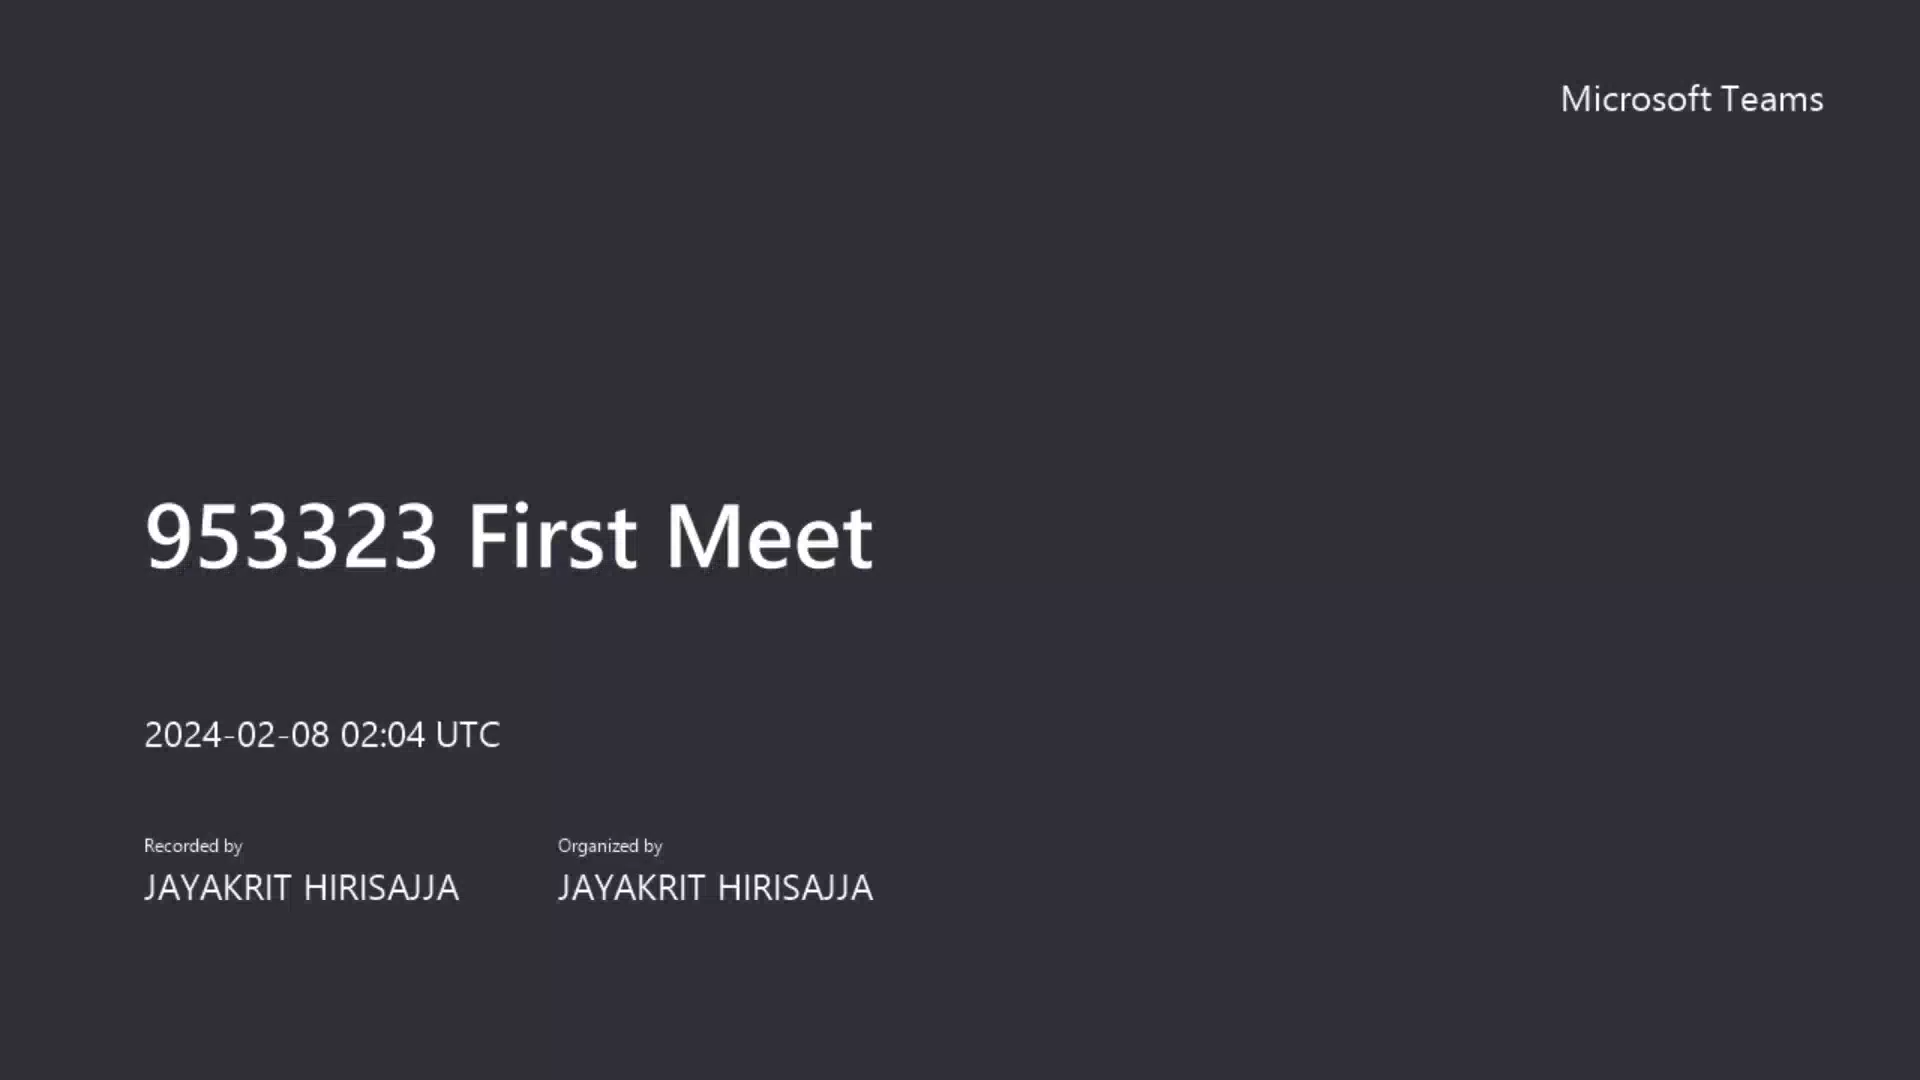 Microsoft Teams
953323 First Meet
2024-02-08 02:04 UTC
Recorded by
JAYAKRIT HIRISAJJA
Organized by
JAYAKRIT HIRISAJJA